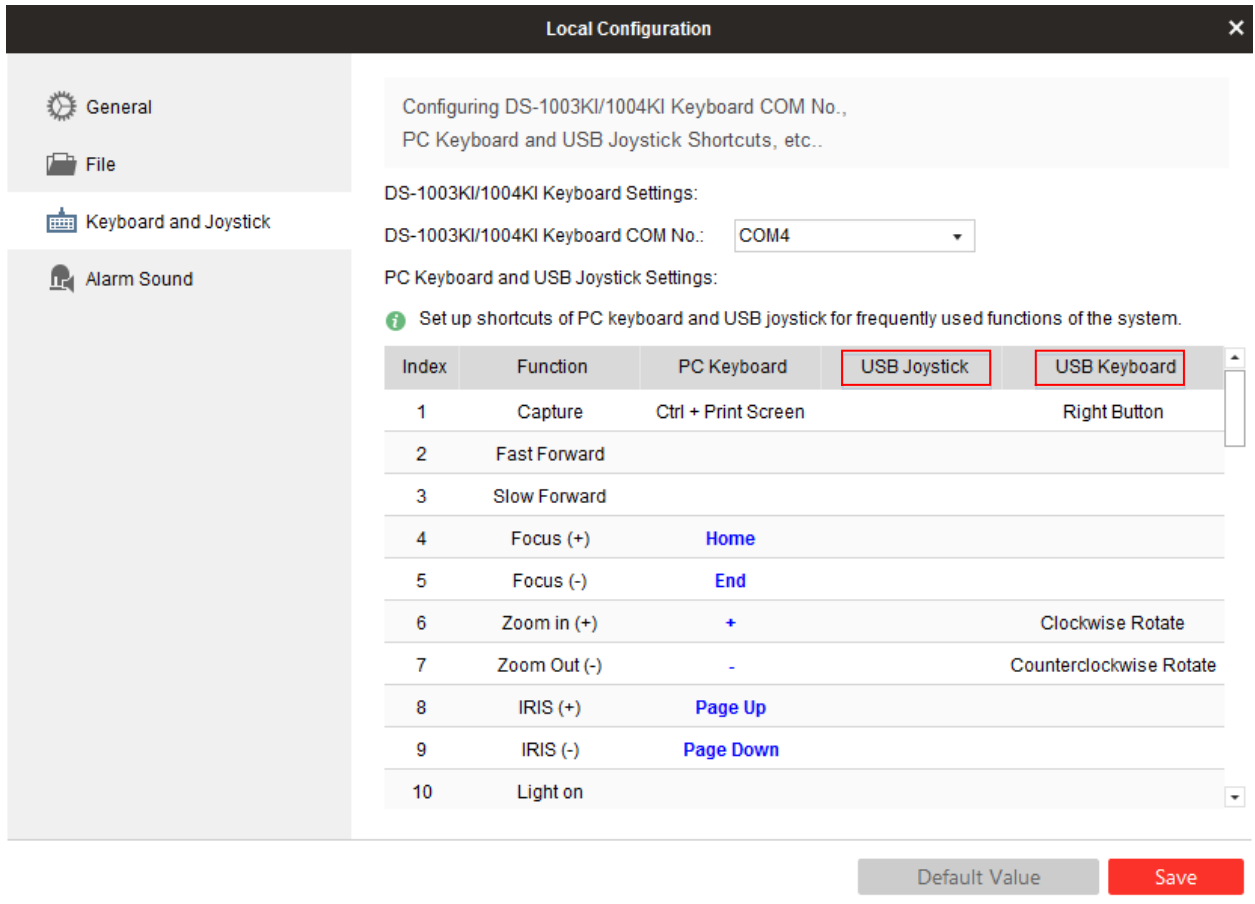 Local Configuration
General
File
Keyboard and Joystick
Alarm Sound
Configuring DS-1003KI/1004KI Keyboard COM No.,
PC Keyboard and USB Joystick Shortcuts, etc..
DS-1003KI/1004KI Keyboard Settings:
DS-1003KI/1004KI Keyboard COM No.: COM4
PC Keyboard and USB Joystick Settings:
Set up shortcuts of PC keyboard and USB joystick for frequently used functions of the system.
Index Function PC Keyboard USB Joystick USB Keyboard
1 Capture Ctrl + Print Screen Right Button
2 Fast Forward
3 Slow Forward
4 Focus (+) Home
5 Focus (-) End
6 Zoom in (+) + Clockwise Rotate
7 Zoom Out (-) - Counterclockwise Rotate
8 IRIS (+) Page Up
9 IRIS (-) Page Down
10 Light on
Default Value Save